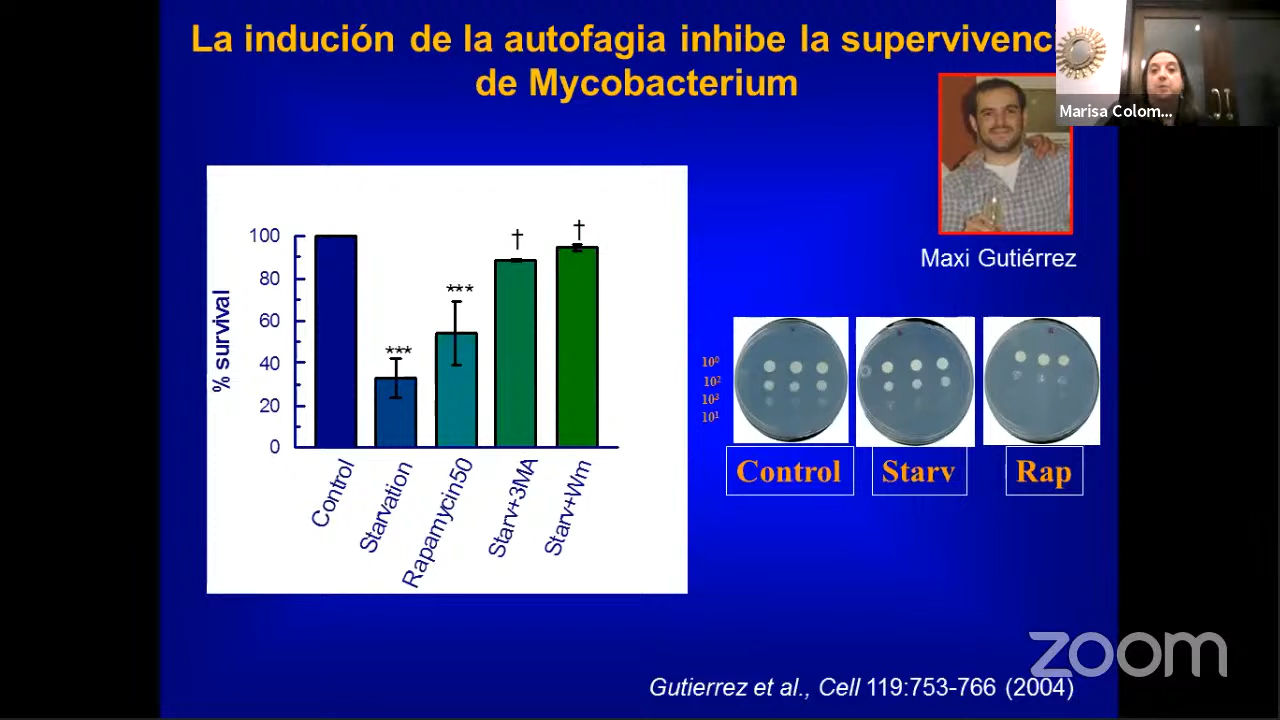 La indución de la autofagia inhibe la supervivenc
de Mycobacterium
Marisa Colom...
Maxi Gutiérrez
% survival
100
80
60
40
20
0
***
***
†
†
Control
Starvation
Rapamycin50
Starv+3MA
Starv+Wm
10⁰
10²
10³
10¹
Control
Starv
Rap
zoom
Gutierrez et al., Cell 119:753-766 (2004)